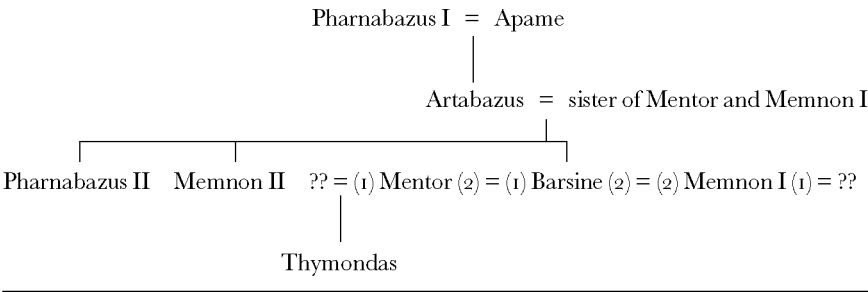 Pharnabazus I = Apame
Artabazus = sister of Mentor and Memnon I
Pharnabazus II Memnon II ?? = (1) Mentor (2) = (1) Barsine (2) = (2) Memnon I (1) = ??
Thymondas